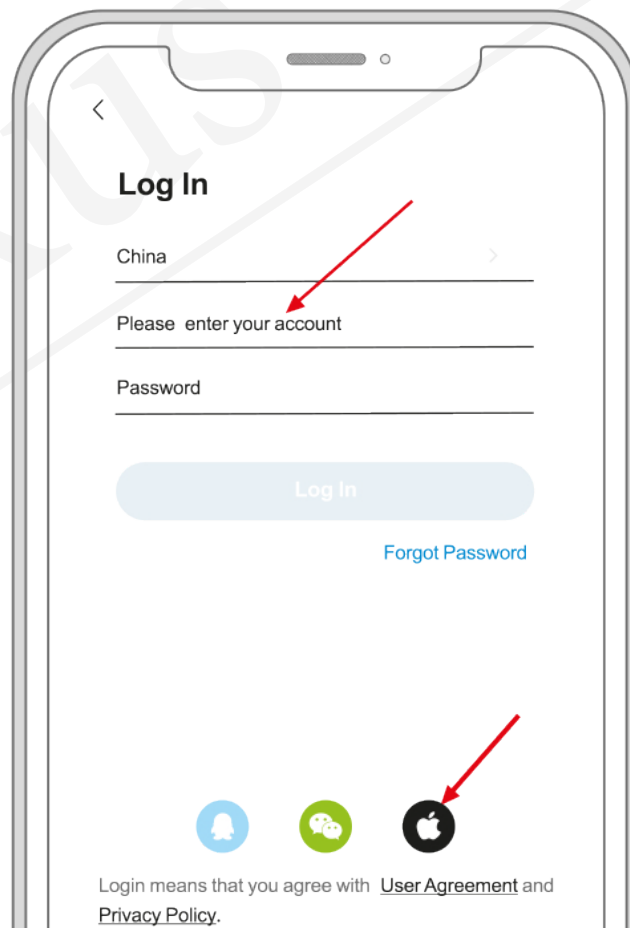 Log In
China
Please enter your account
Password
Log In
Forgot Password
Login means that you agree with User Agreement and
Privacy Policy.